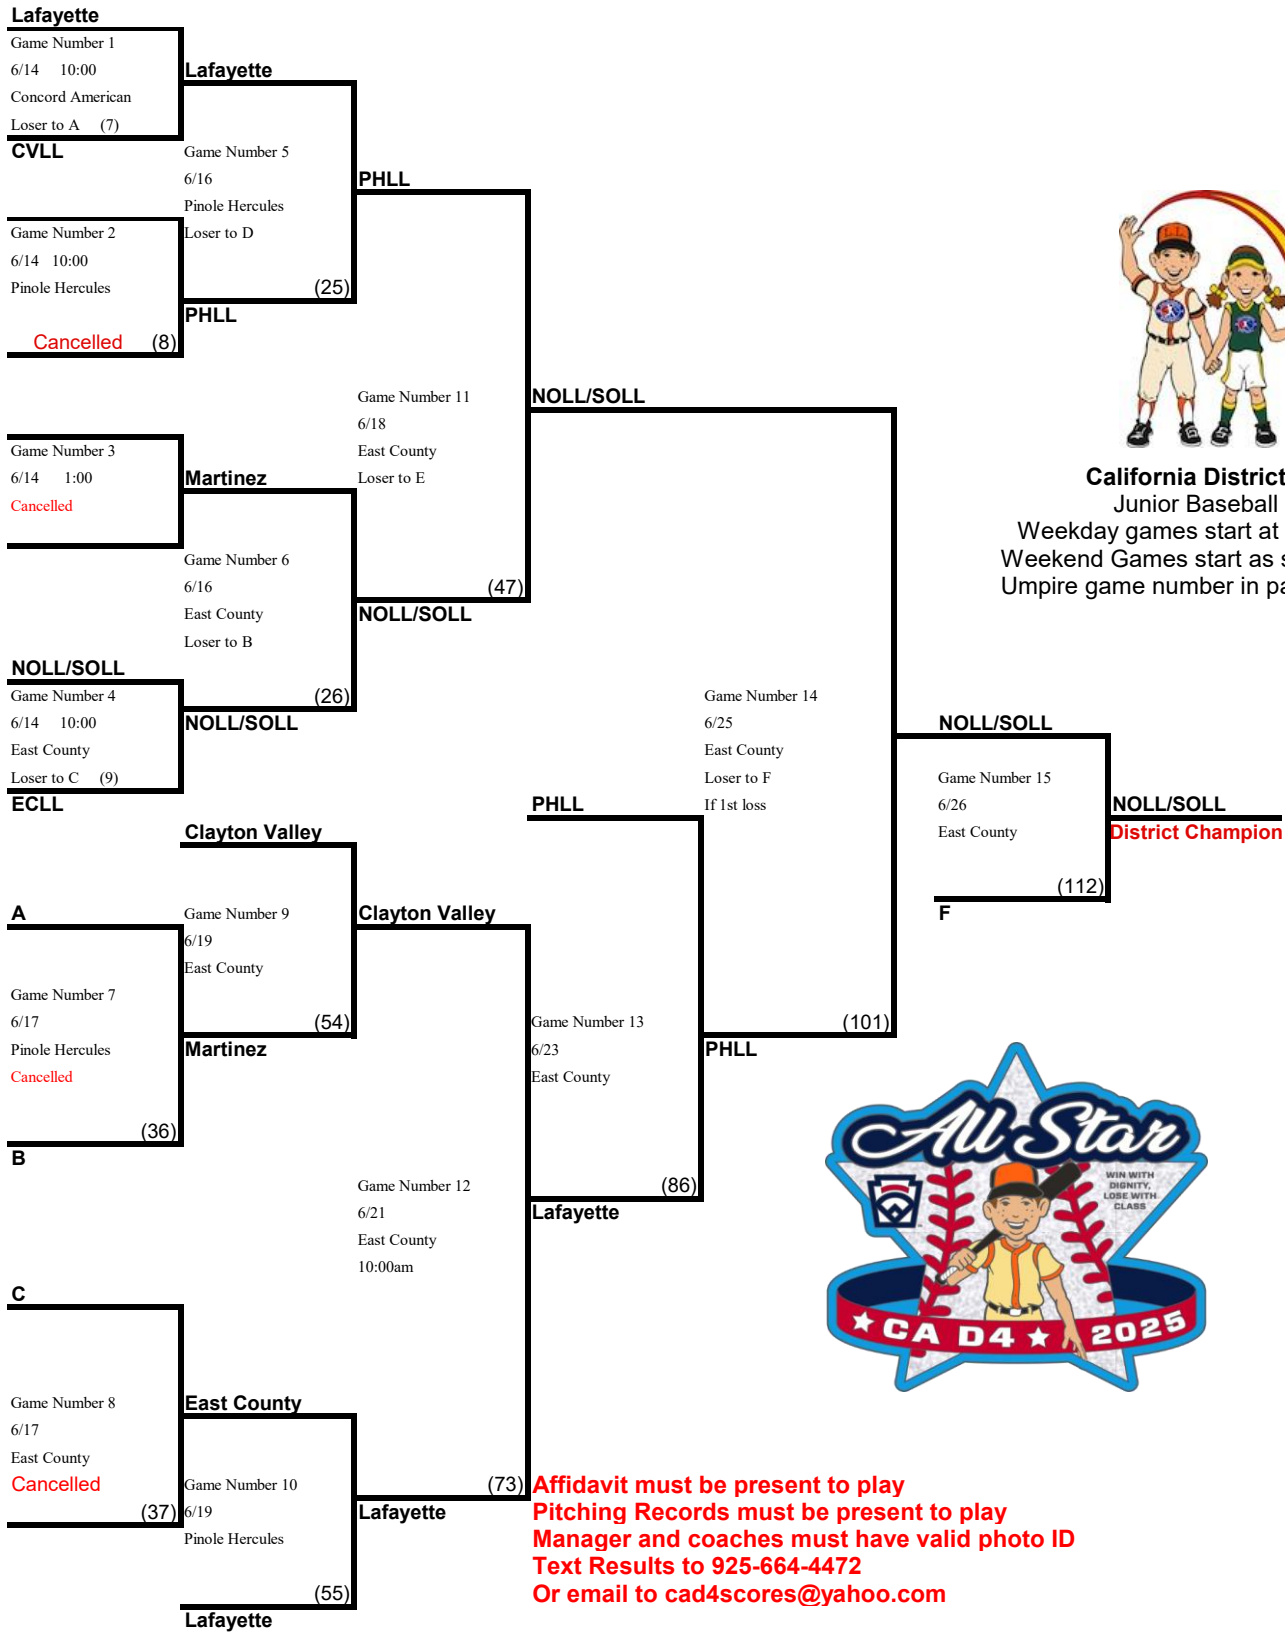 Lafayette
Game Number 1
6/14 10:00
Concord American
Loser to A (7)
CVLL
Lafayette
Game Number 5
6/16
Pinole Hercules
Loser to D
(25)
PHLL
Game Number 2
6/14 10:00
Pinole Hercules
Cancelled (8)
PHLL
Game Number 11
6/18
East County
Loser to E
(47)
Game Number 3
6/14 1:00
Cancelled
Martinez
Game Number 6
6/16
East County
Loser to B
(26)
NOLL/SOLL
NOLL/SOLL
Game Number 4
6/14 10:00
East County
Loser to C (9)
ECLL
NOLL/SOLL
NOLL/SOLL
California District
Junior Baseball
Weekday games start at
Weekend Games start as
Umpire game number in
Game Number 14
6/25
East County
Loser to F
If 1st loss
(101)
NOLL/SOLL
Game Number 15
6/26
East County
(112)
F
NOLL/SOLL
District Champion
Clayton Valley
Game Number 9
6/19
East County
(54)
Martinez
A
Game Number 7
6/17
Pinole Hercules
Cancelled
(36)
B
Clayton Valley
Game Number 12
6/21
East County
10:00am
(73)
PHLL
Game Number 13
6/23
East County
(86)
Lafayette
PHLL
C
Game Number 8
6/17
East County
Cancelled
(37)
East County
Game Number 10
6/19
Pinole Hercules
(55)
Lafayette
Lafayette
All Star
WIN WITH
DIGNITY,
LOSE WITH
CLASS
CA D4 2025
Affidavit must be present to play
Pitching Records must be present to play
Manager and coaches must have valid photo ID
Text Results to 925-664-4472
Or email to cad4scores@yahoo.com